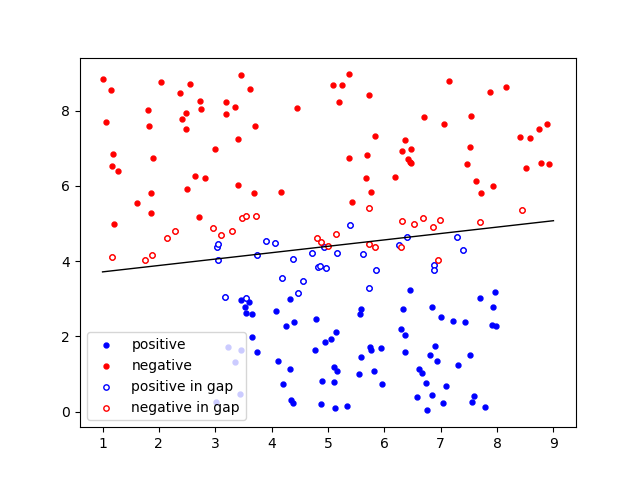 8
6
4
2
0
positive
negative
positive in gap
negative in gap
1 2 3 4 5 6 7 8 9